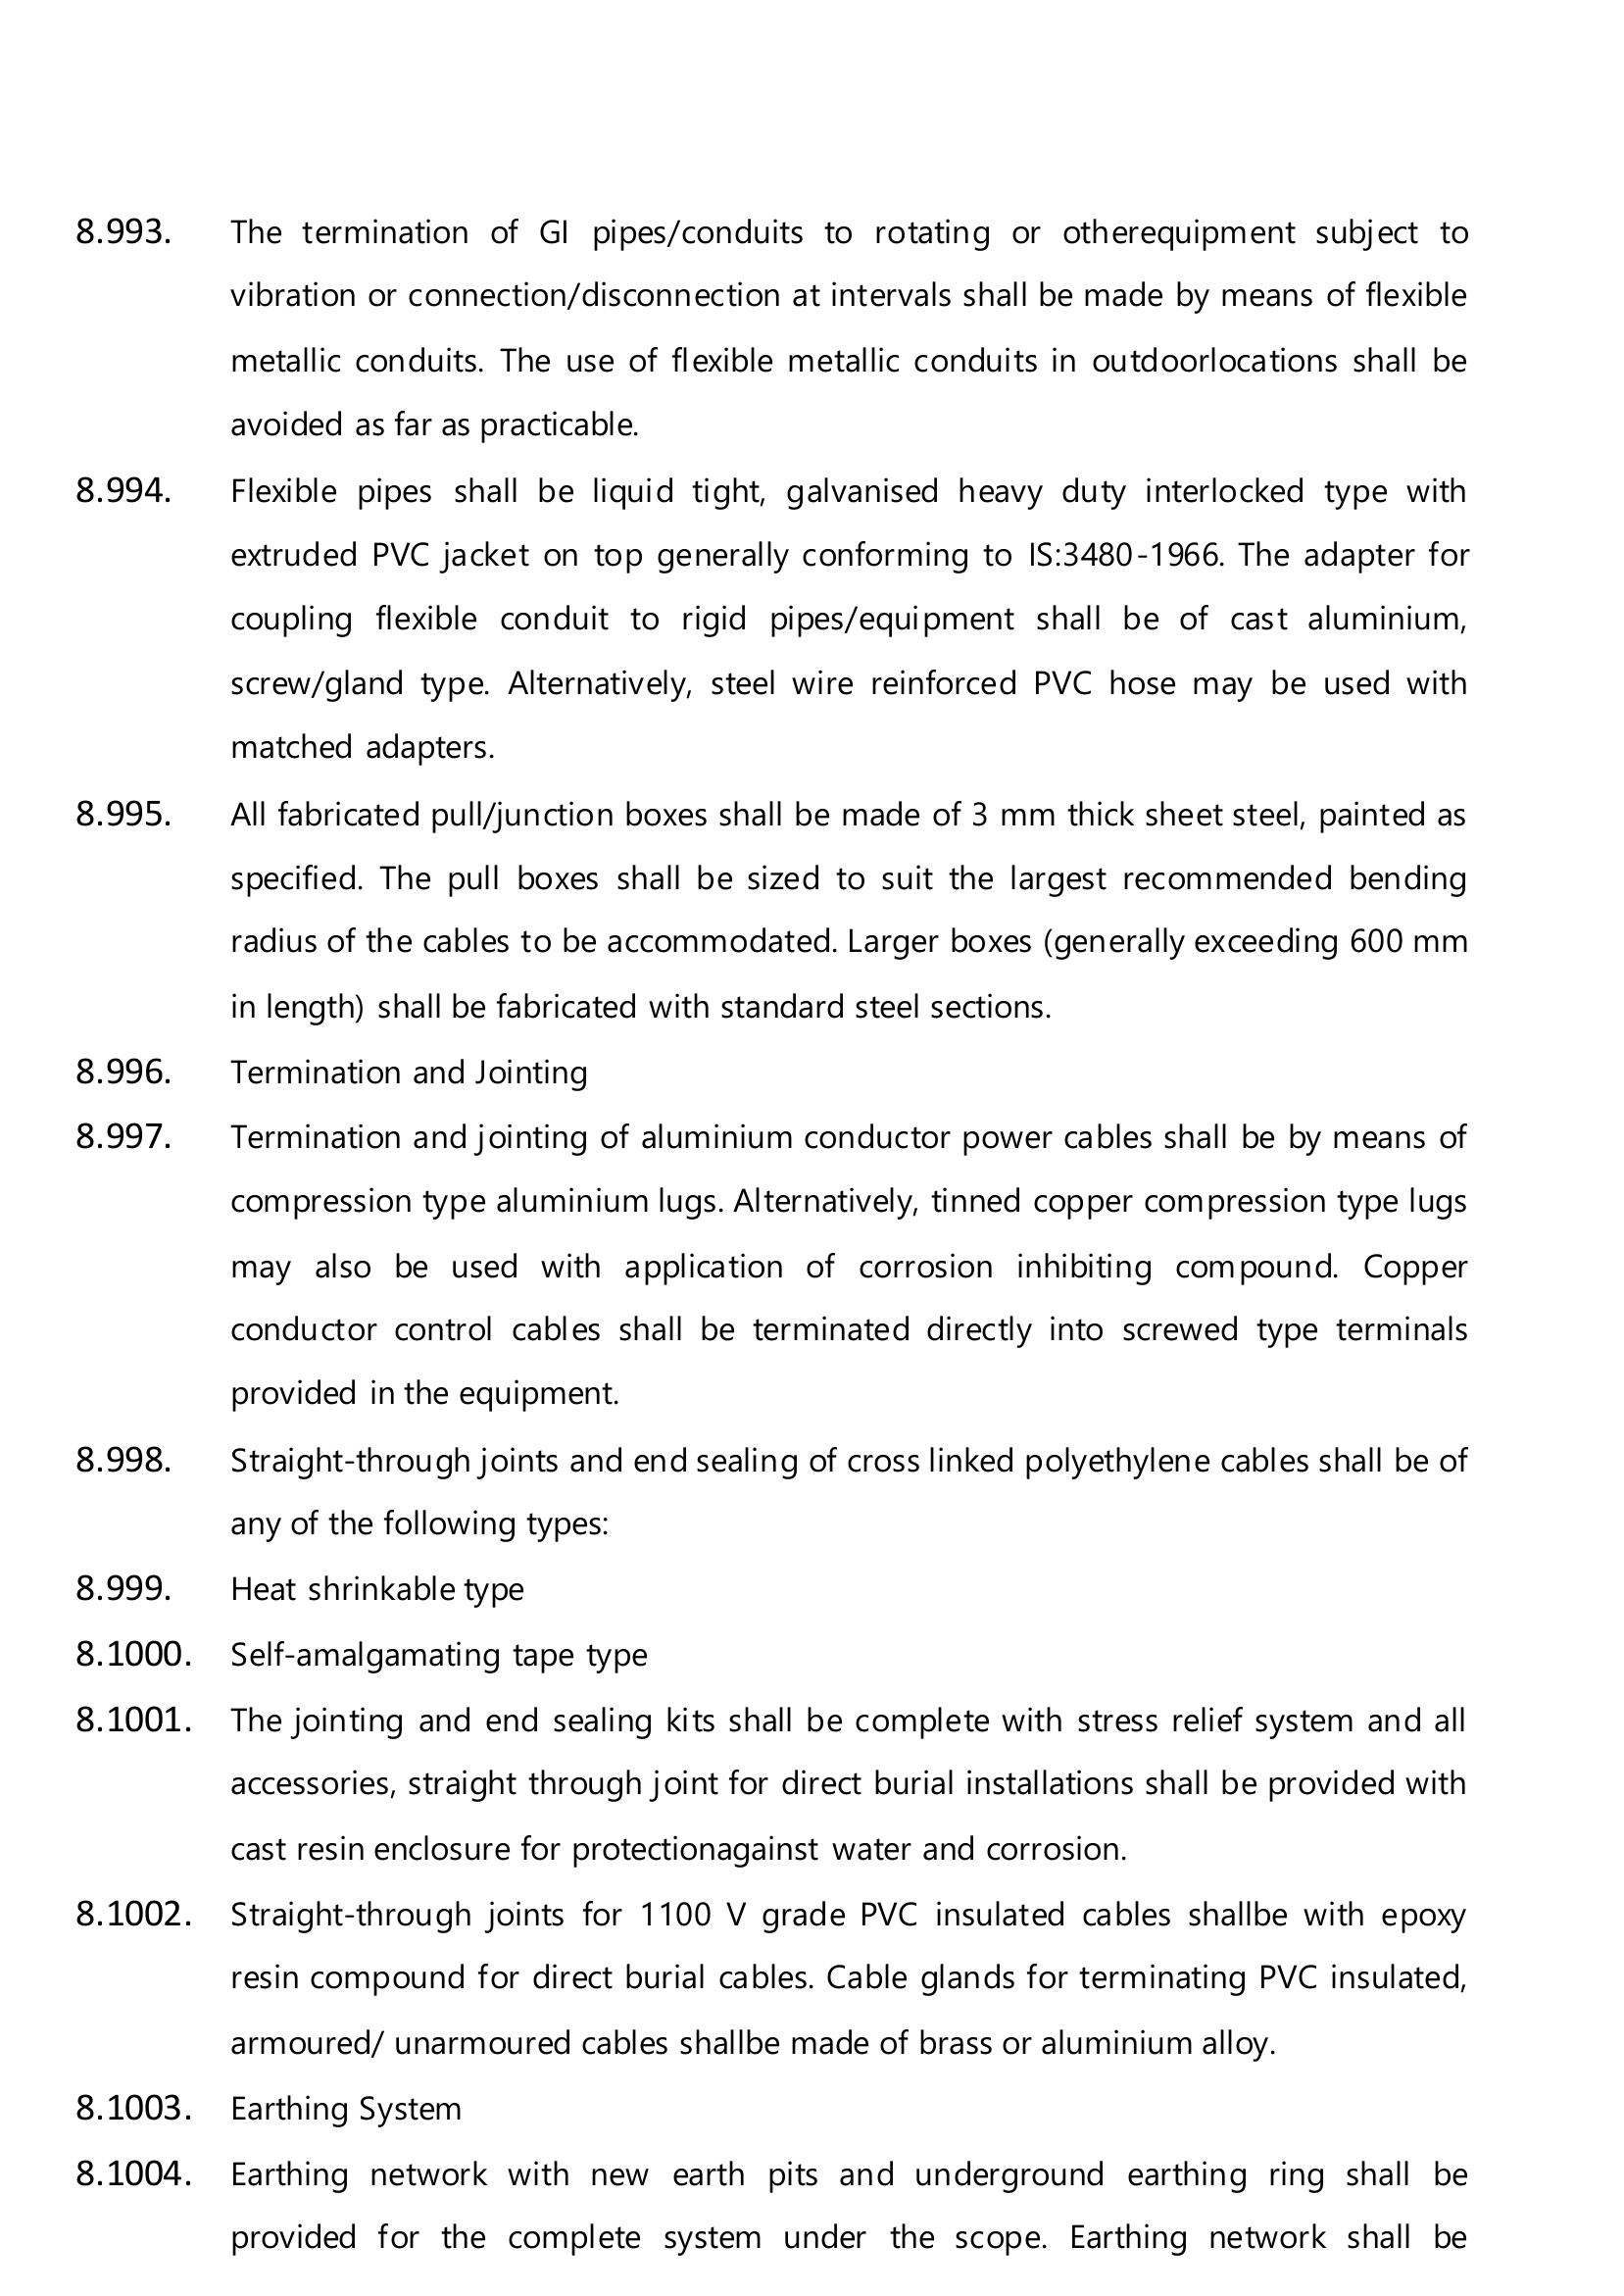 8.993. The termination of GI pipes/conduits to rotating or otherequipment subject to
vibration or connection/disconnection at intervals shall be made by means of flexible
metallic conduits. The use of flexible metallic conduits in outdoorlocations shall be
avoided as far as practicable.
8.994. Flexible pipes shall be liquid tight, galvanised heavy duty interlocked type with
extruded PVC jacket on top generally conforming to IS:3480-1966. The adapter for
coupling flexible conduit to rigid pipes/equipment shall be of cast aluminium,
screw/gland type. Alternatively, steel wire reinforced PVC hose may be used with
matched adapters.
8.995. All fabricated pull/junction boxes shall be made of 3 mm thick sheet steel, painted as
specified. The pull boxes shall be sized to suit the largest recommended bending
radius of the cables to be accommodated. Larger boxes (generally exceeding 600 mm
in length) shall be fabricated with standard steel sections.
8.996. Termination and Jointing
8.997. Termination and jointing of aluminium conductor power cables shall be by means of
compression type aluminium lugs. Alternatively, tinned copper compression type lugs
may also be used with application of corrosion inhibiting compound. Copper
conductor control cables shall be terminated directly into screwed type terminals
provided in the equipment.
8.998. Straight-through joints and end sealing of cross linked polyethylene cables shall be of
any of the following types:
8.999. Heat shrinkable type
8.1000. Self-amalgamating tape type
8.1001. The jointing and end sealing kits shall be complete with stress relief system and all
accessories, straight through joint for direct burial installations shall be provided with
cast resin enclosure for protectionagainst water and corrosion.
8.1002. Straight-through joints for 1100 V grade PVC insulated cables shallbe with epoxy
resin compound for direct burial cables. Cable glands for terminating PVC insulated,
armoured/ unarmoured cables shallbe made of brass or aluminium alloy.
8.1003. Earthing System
8.1004. Earthing network with new earth pits and underground earthing ring shall be
provided for the complete system under the scope. Earthing network shall be